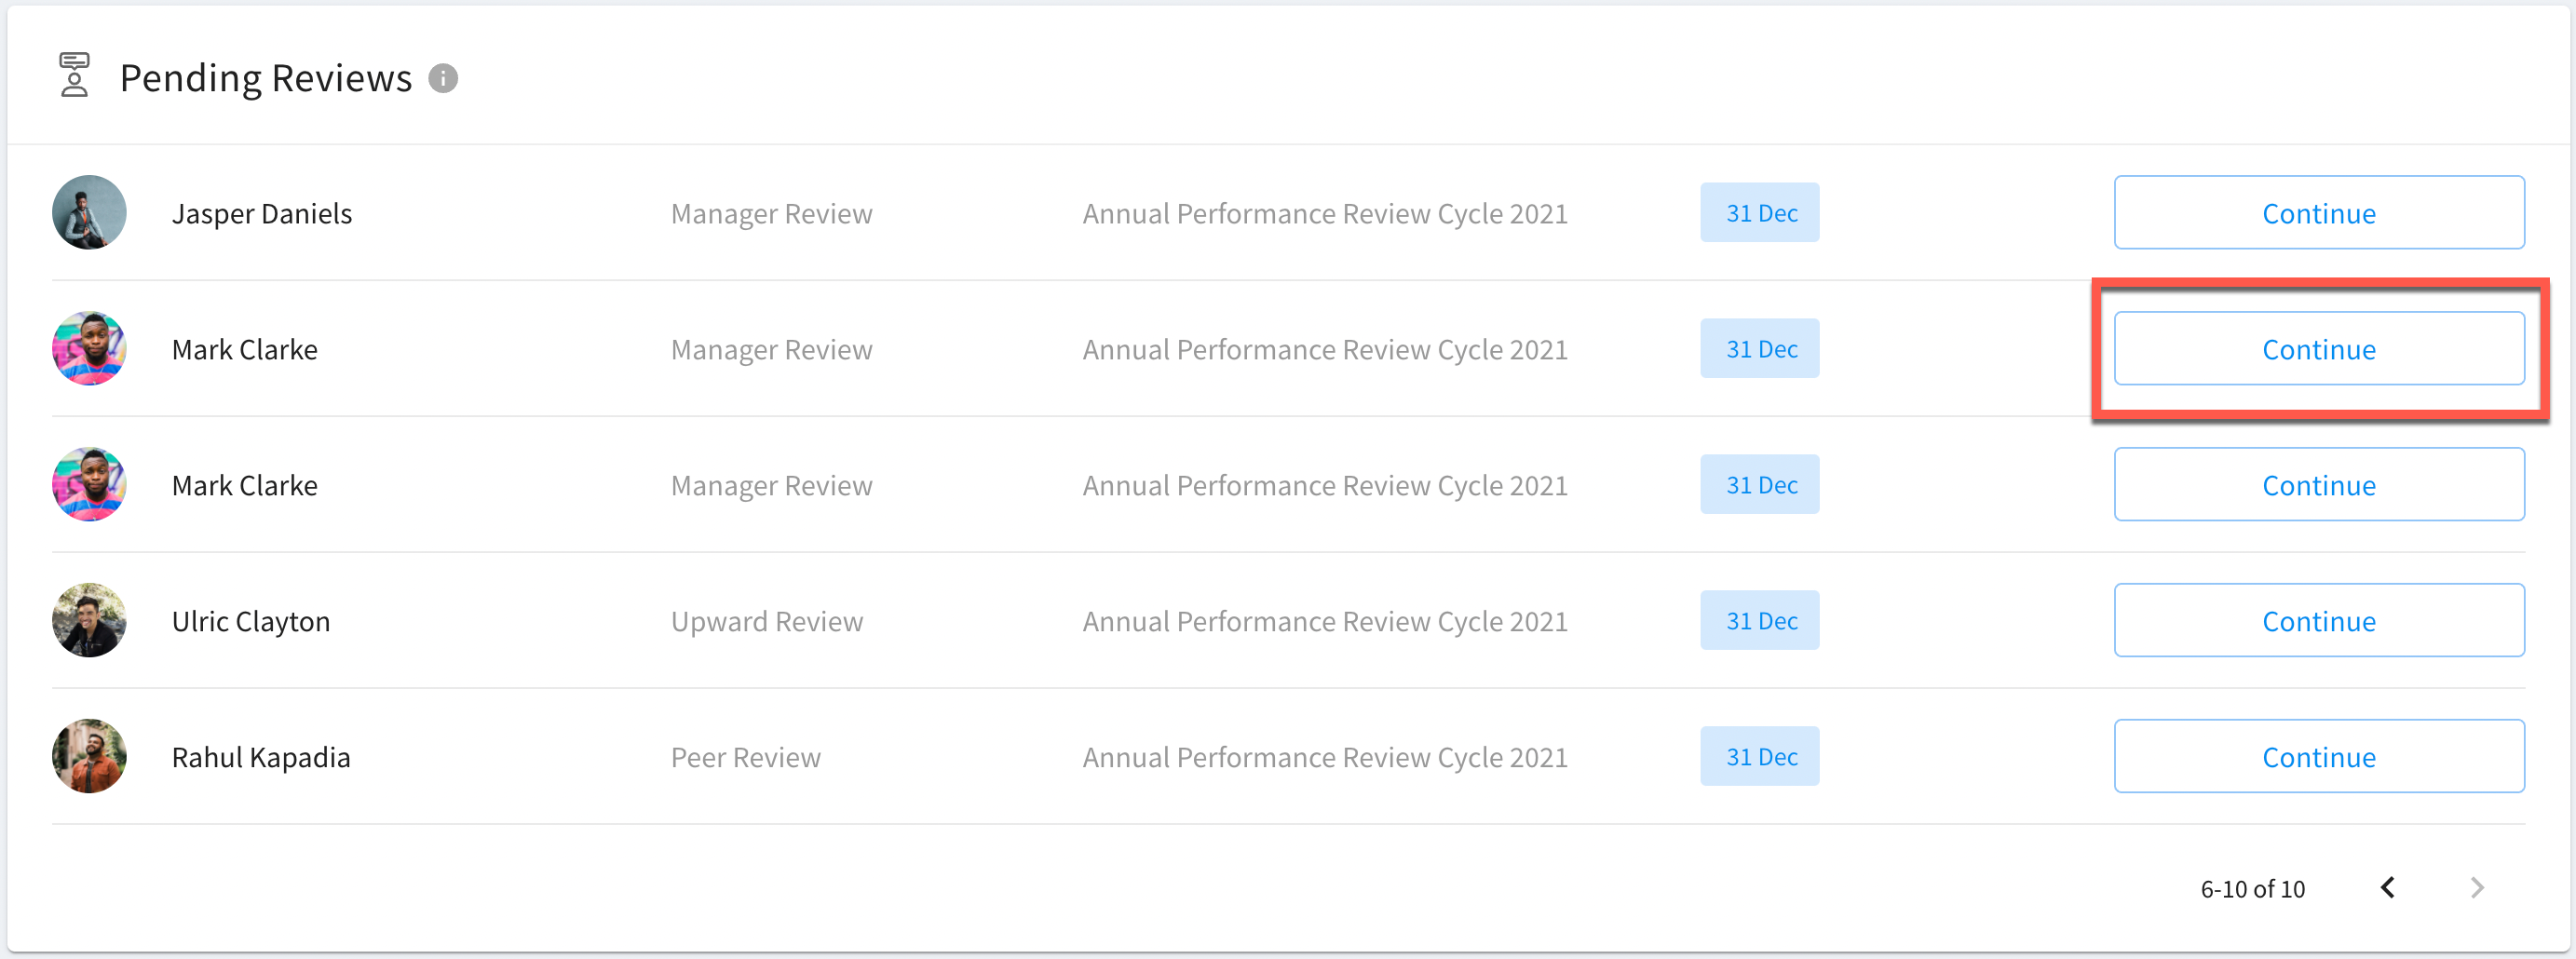 Pending Reviews
Jasper Daniels Manager Review Annual Performance Review Cycle 2021 31 Dec Continue
Mark Clarke Manager Review Annual Performance Review Cycle 2021 31 Dec Continue
Mark Clarke Manager Review Annual Performance Review Cycle 2021 31 Dec Continue
Ulric Clayton Upward Review Annual Performance Review Cycle 2021 31 Dec Continue
Rahul Kapadia Peer Review Annual Performance Review Cycle 2021 31 Dec Continue
6-10 of 10